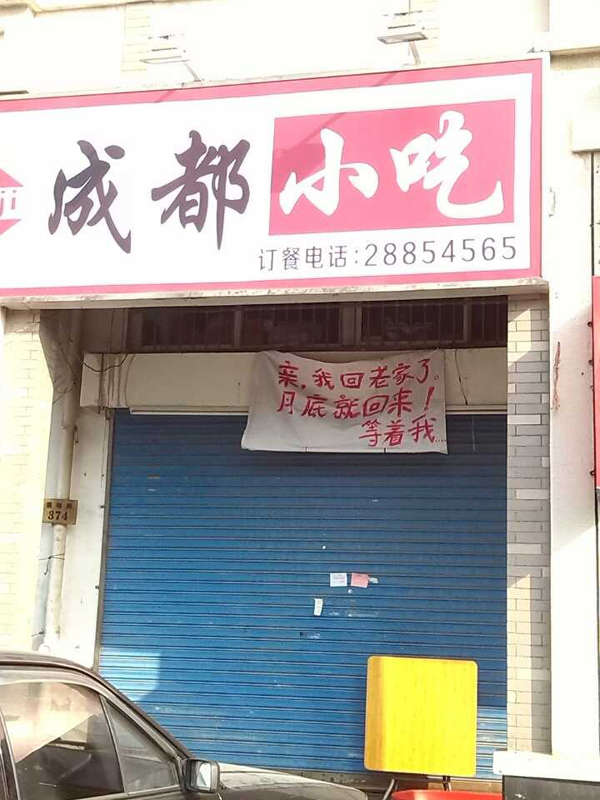 成都小吃
订餐电话:28854565
亲,我回老家了。
月底就回来!
等着我....
374